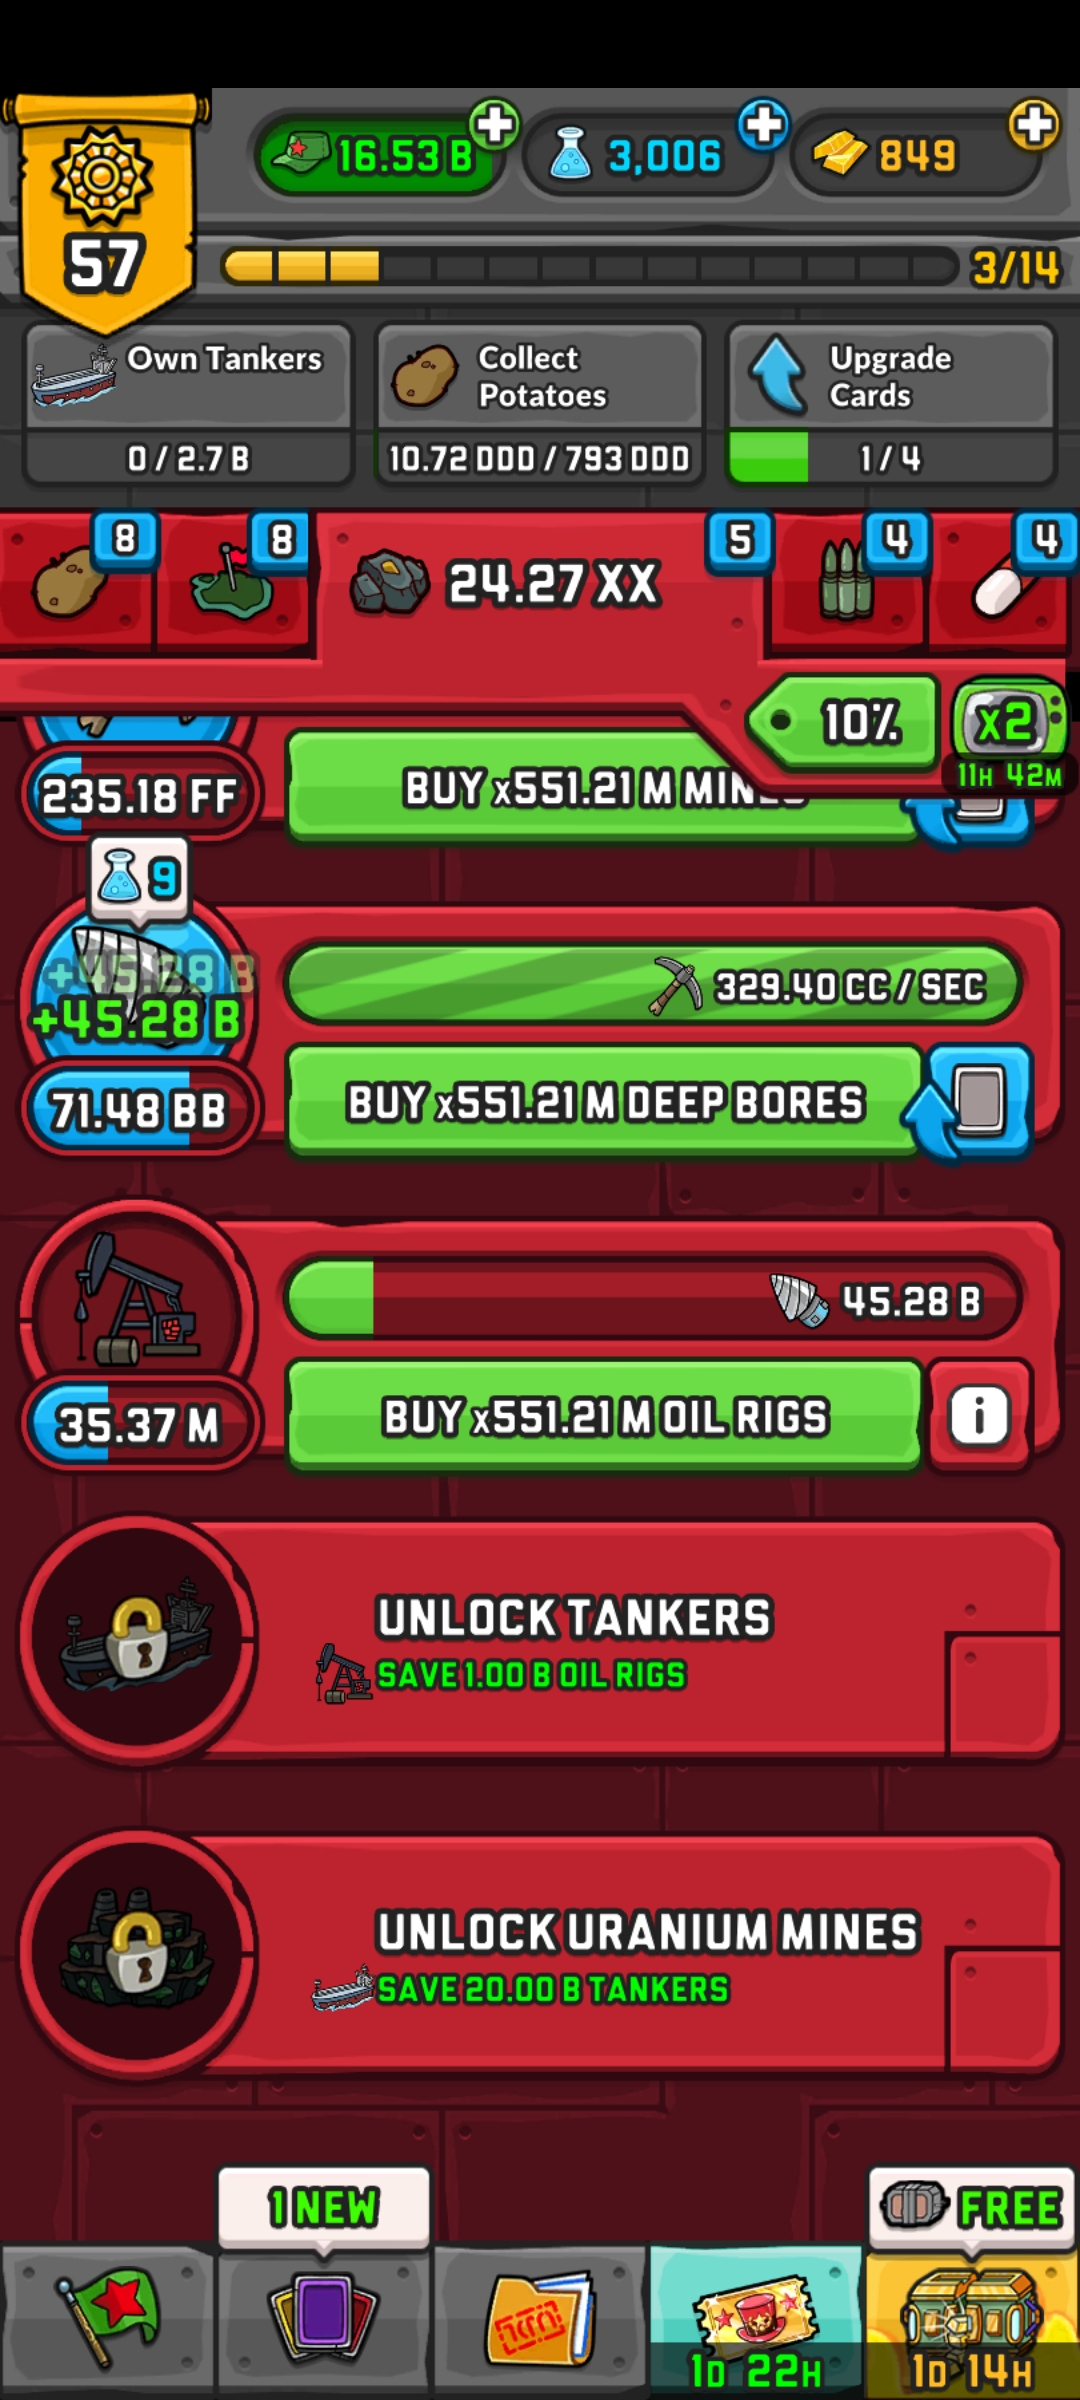 16.53 B
3,006
849
57
3/14
Own Tankers
0 / 2.7 B
Collect
Potatoes
10.72 DDD / 793 DDD
Upgrade
Cards
1 / 4
8
8
24.27 XX
5
4
4
10%
x2
11H 42M
235.18 FF
BUY x551.21 M MINES
9
+45.28 B
+45.28 B
329.40 CC / SEC
71.48 BB
BUY x551.21 M DEEP BORES
45.28 B
35.37 M
BUY x551.21 M OIL RIGS
i
UNLOCK TANKERS
SAVE 1.00 B OIL RIGS
UNLOCK URANIUM MINES
SAVE 20.00 B TANKERS
1 NEW
FREE
1D 22H
1D 14H